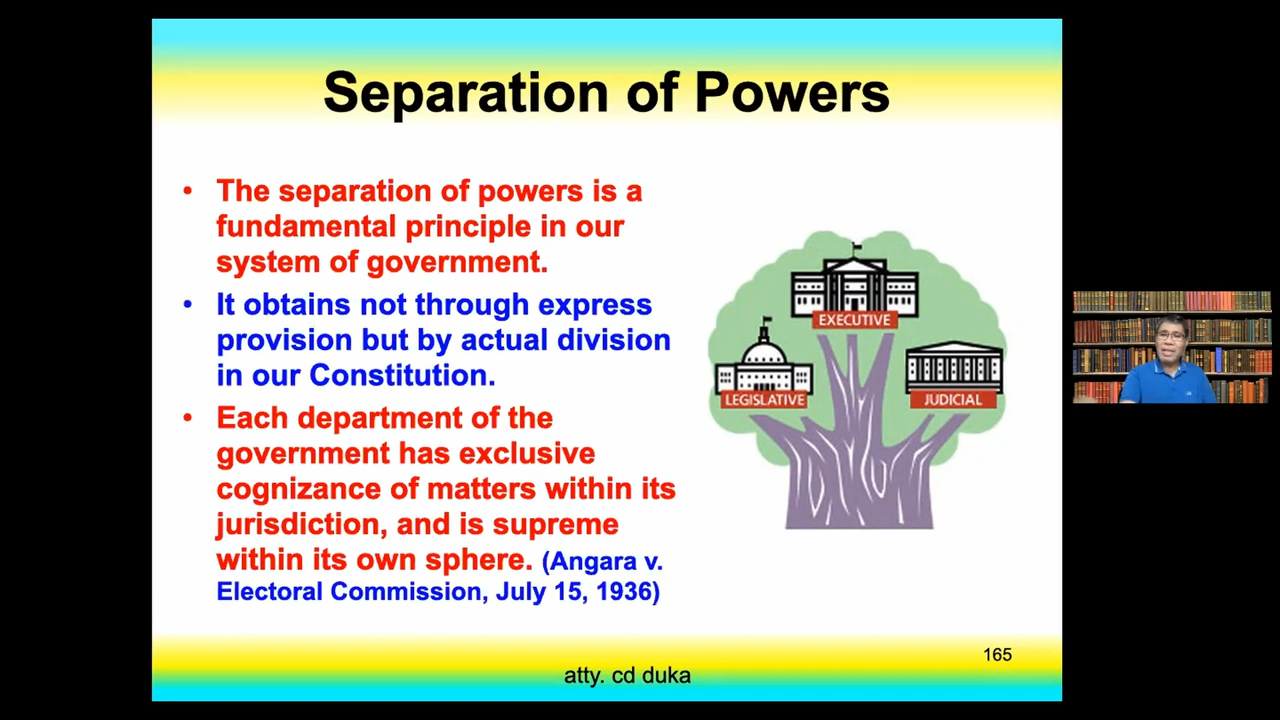 Separation of Powers
• The separation of powers is a
fundamental principle in our
system of government.
• It obtains not through express
provision but by actual division
in our Constitution.
• Each department of the
government has exclusive
cognizance of matters within its
jurisdiction, and is supreme
within its own sphere. (Angara v.
Electoral Commission, July 15, 1936)
EXECUTIVE
LEGISLATIVE
JUDICIAL
165
atty. cd duka